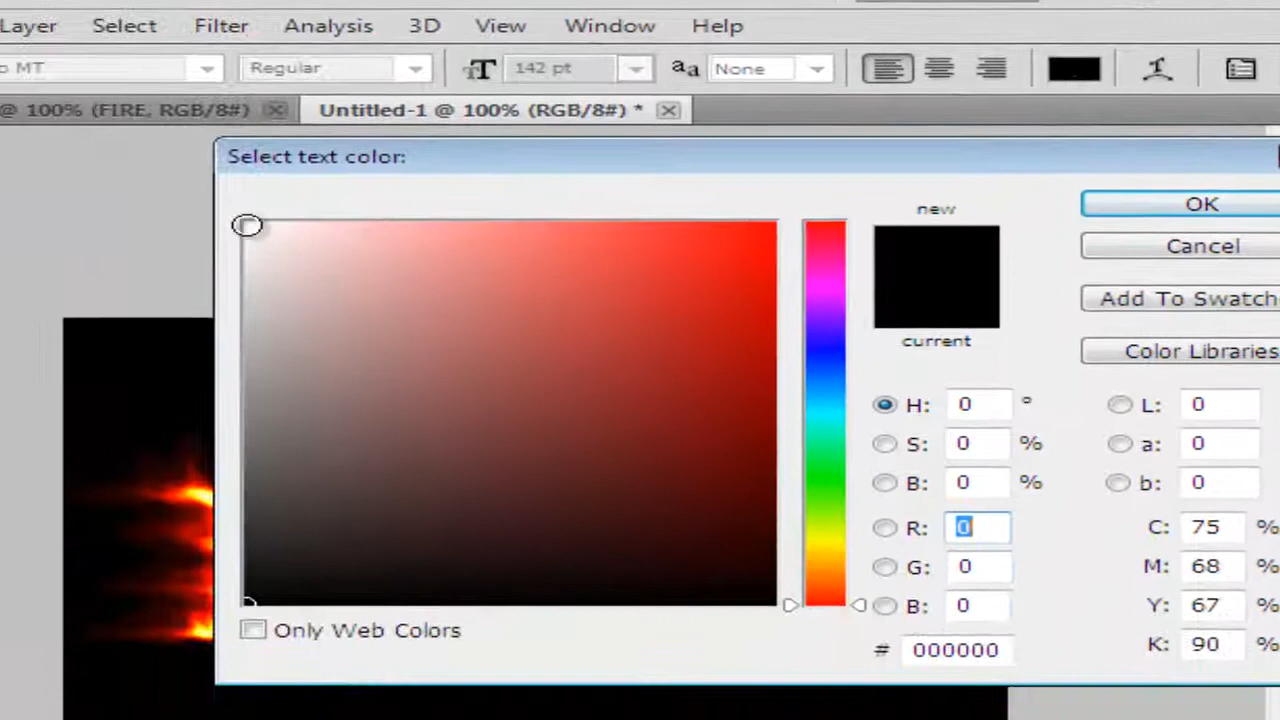 Layer Select Filter Analysis 3D View Window Help
o MT Regular 142 pt None
@ 100% (FIRE, RGB/8#) Untitled-1 @ 100% (RGB/8#) *
Select text color:
new
OK
Cancel
Add To Swatch
current
Color Libraries
H: 0 ° L: 0
S: 0 % a: 0
B: 0 % b: 0
R: 0 C: 75 %
G: 0 M: 68 %
B: 0 Y: 67 %
Only Web Colors
# 000000 K: 90 %